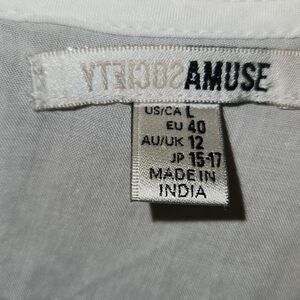 SOCIETY AMUSE
US/CA L
EU 40
AU/UK 12
JP 15-17
MADE IN
INDIA